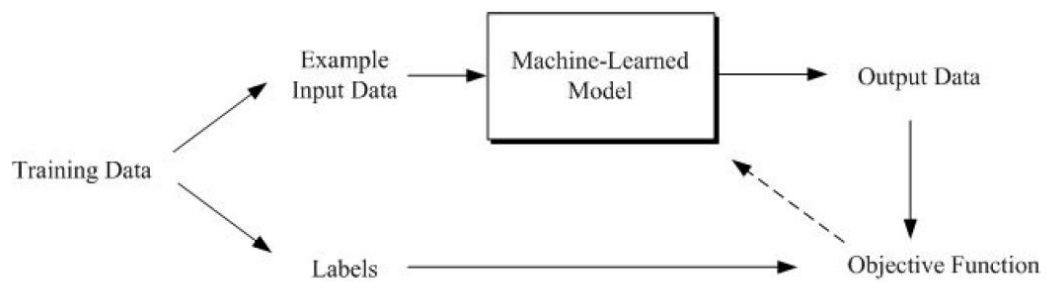 Example
Input Data
Machine-Learned
Model
Output Data
Training Data
Labels
Objective Function